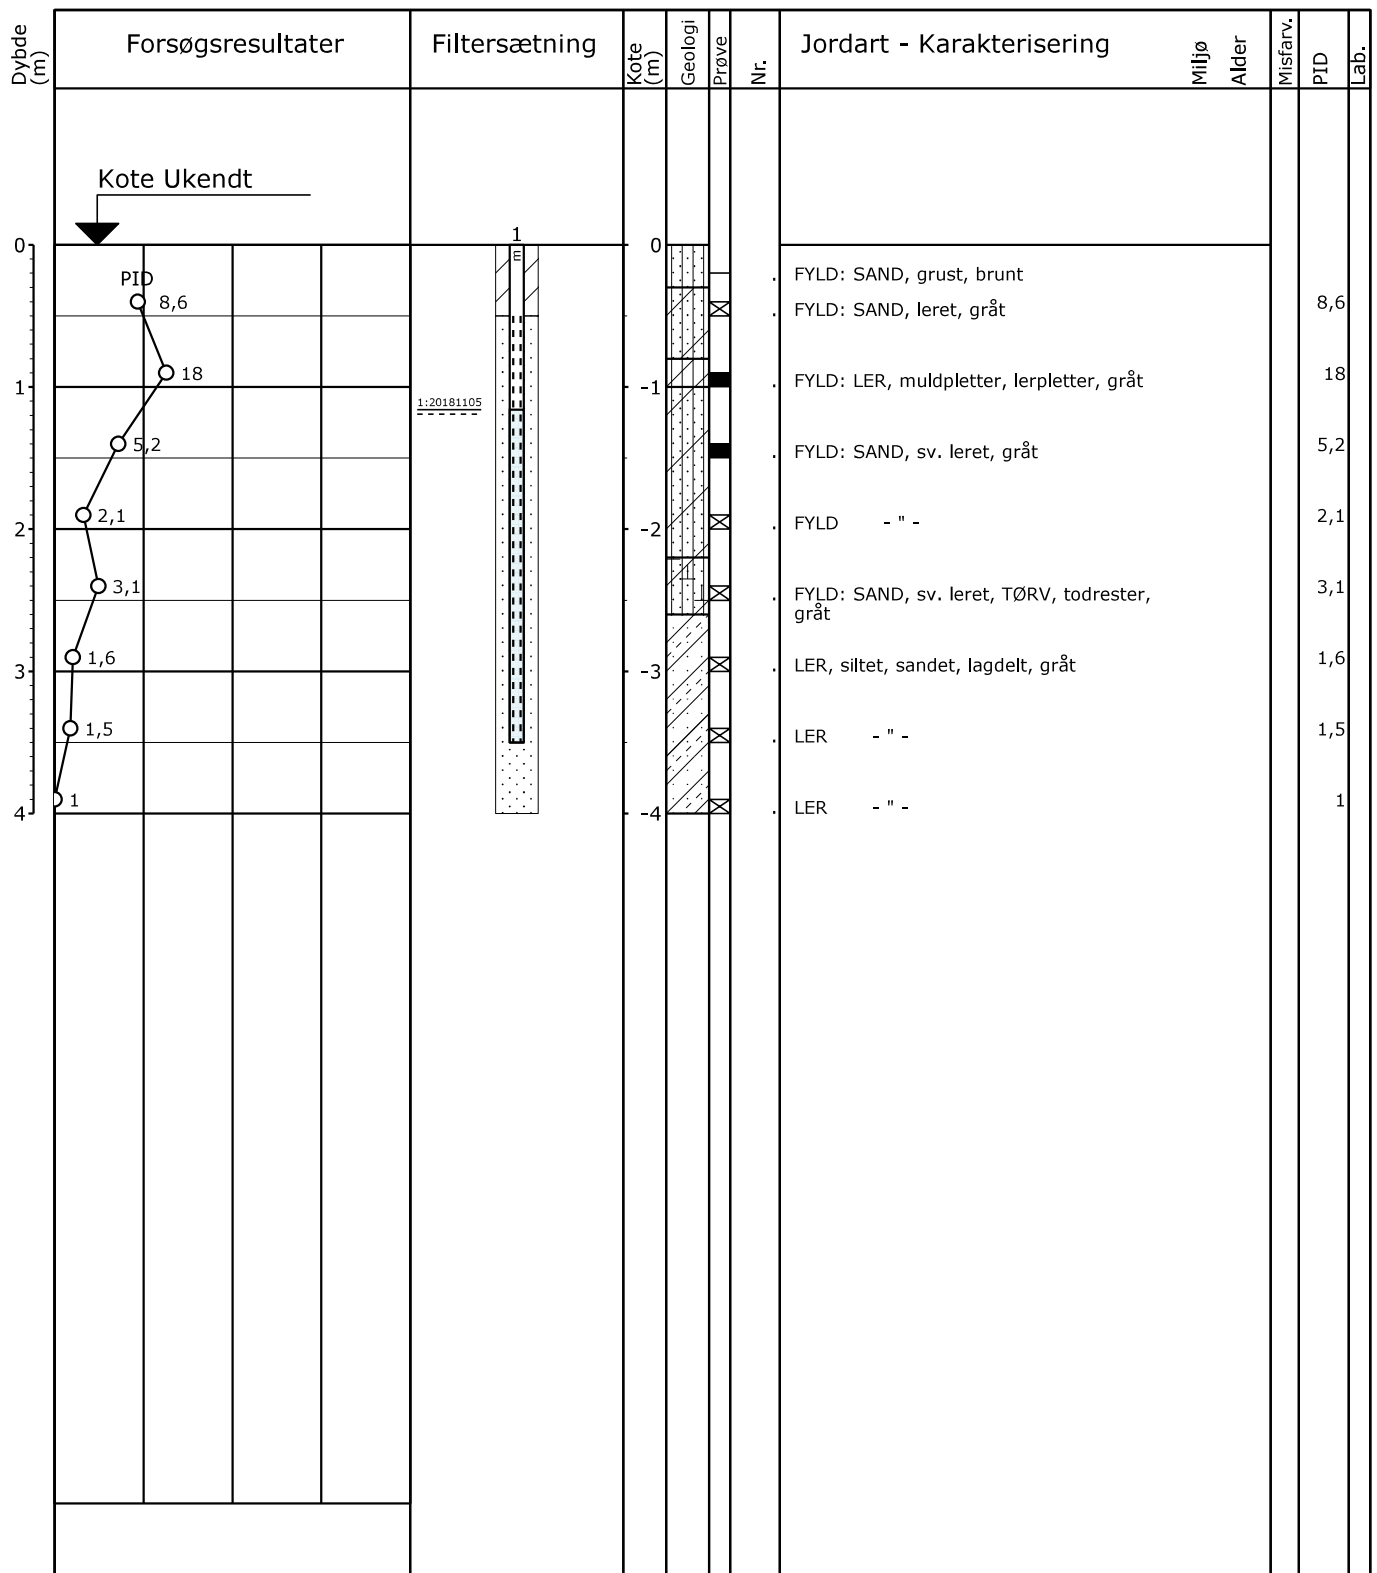 Dybde
(m)
Forsøgsresultater
Filtersætning
Kote
(m)
Geologi
Prøve
Nr.
Jordart - Karakterisering
Miljø
Alder
Misfarv.
PID
Lab.
Kote Ukendt
0
1
m
0
PID
FYLD: SAND, grust, brunt
8,6
. FYLD: SAND, leret, gråt
8,6
18
1
1:20181105
-1
. FYLD: LER, muldpletter, lerpletter, gråt
18
5,2
. FYLD: SAND, sv. leret, gråt
5,2
2,1
2
-2
. FYLD - " -
2,1
3,1
. FYLD: SAND, sv. leret, TØRV, todrester,
gråt
3,1
1,6
3
-3
. LER, siltet, sandet, lagdelt, gråt
1,6
1,5
. LER - " -
1,5
1
4
-4
. LER - " -
1